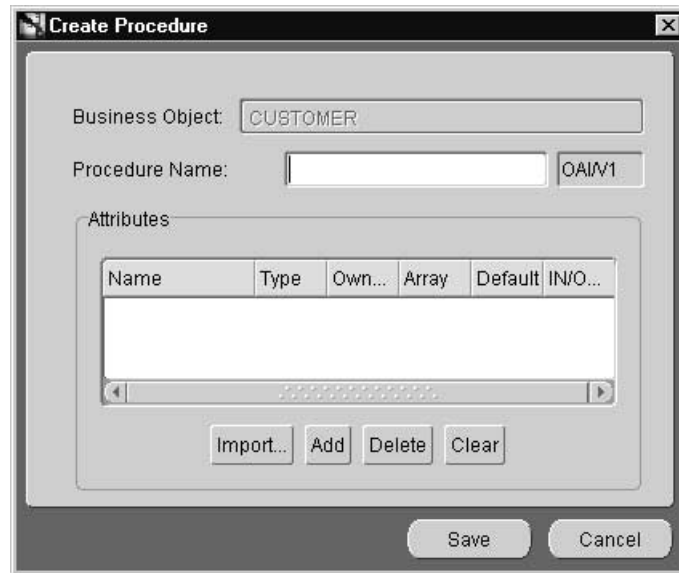 Create Procedure
Business Object: CUSTOMER
Procedure Name: OAI/V1
Attributes
Name Type Own... Array Default IN/O...
Import... Add Delete Clear
Save Cancel